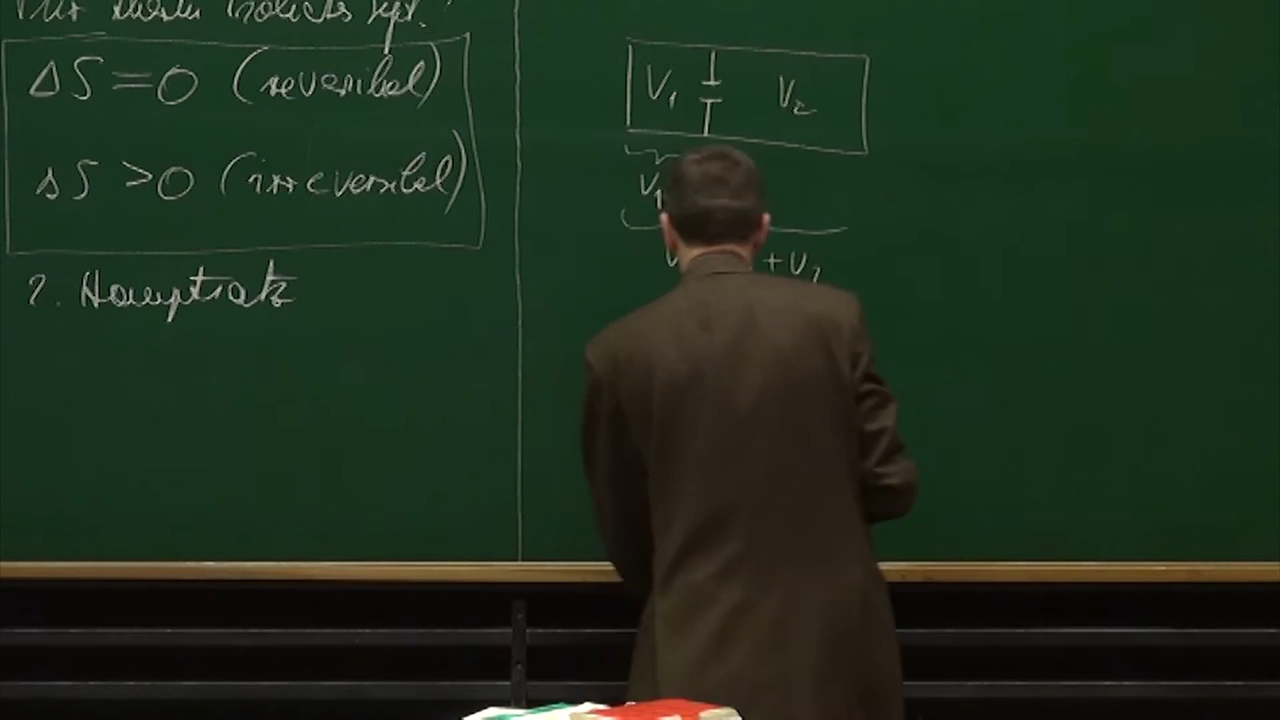 ΔS = 0 (reversibel)
ΔS > 0 (irreversibel)
2. Hauptsatz
V₁ V₂
V₁
V + V₂